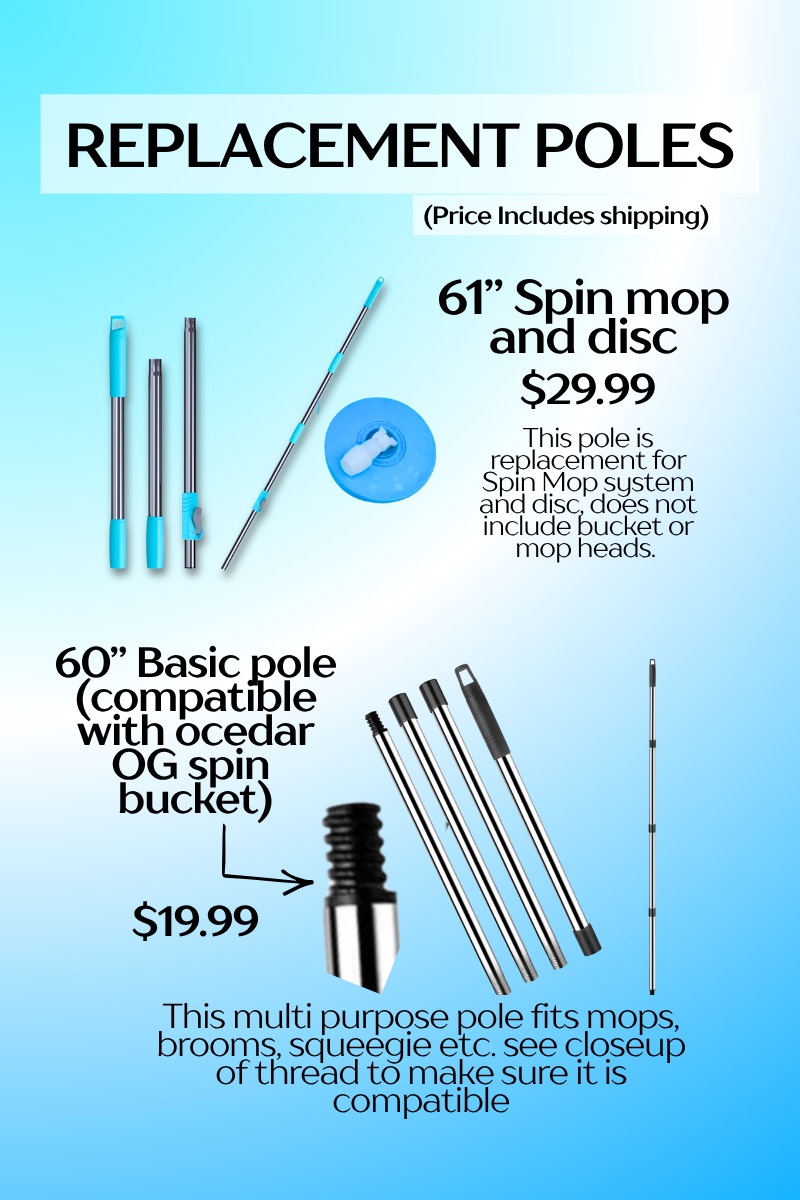 REPLACEMENT POLES
(Price Includes shipping)
61” Spin mop
and disc
$29.99
This pole is
replacement for
Spin Mop system
and disc, does not
include bucket or
mop heads.
60” Basic pole
(compatible
with ocedar
OG spin
bucket)
$19.99
This multi purpose pole fits mops,
brooms, squeegie etc. see closeup
of thread to make sure it is
compatible